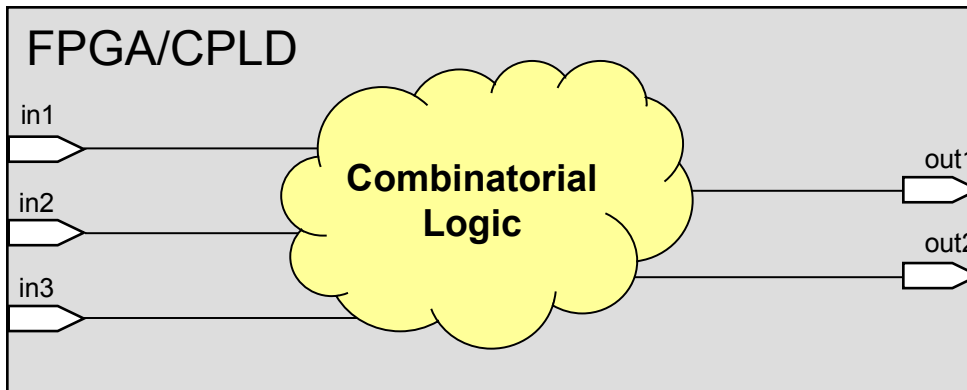 FPGA/CPLD
in1
in2
in3
Combinatorial
Logic
out1
out2